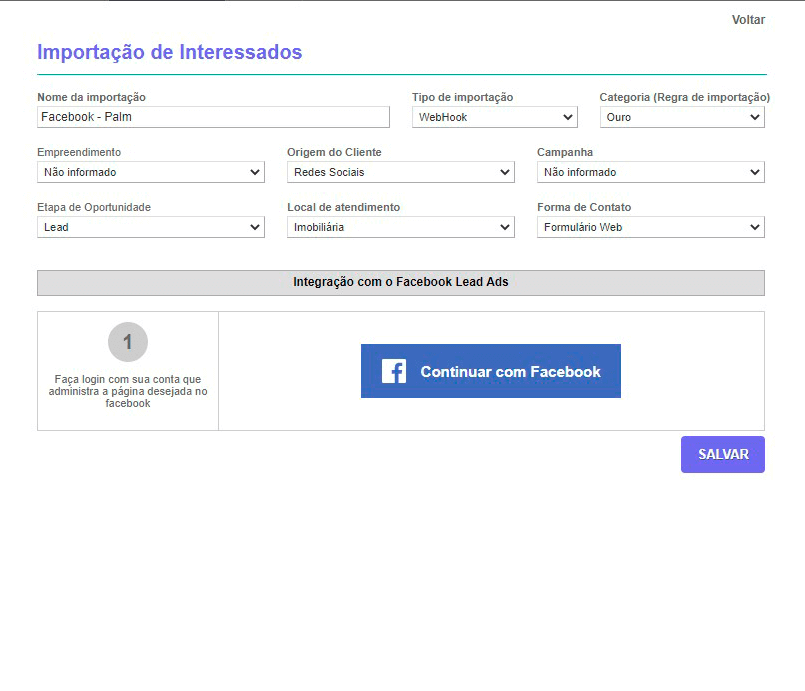 Voltar
Importação de Interessados
Nome da importação Tipo de importação Categoria (Regra de importação)
Facebook - Palm WebHook Ouro
Empreendimento Origem do Cliente Campanha
Não informado Redes Sociais Não informado
Etapa de Oportunidade Local de atendimento Forma de Contato
Lead Imobiliária Formulário Web
Integração com o Facebook Lead Ads
1
Faça login com sua conta que
administra a página desejada no
facebook
f Continuar com Facebook
SALVAR